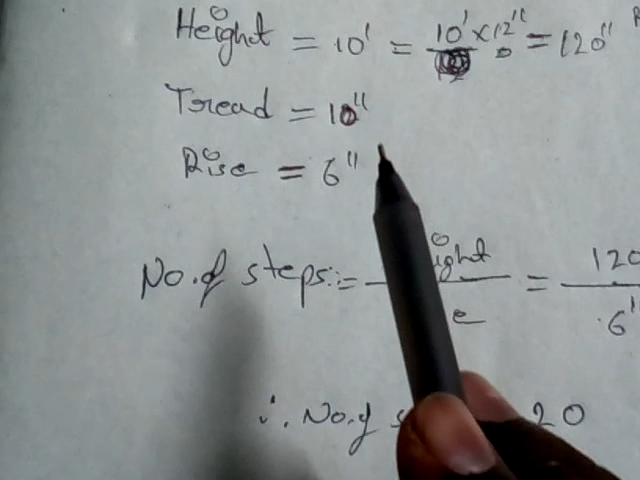 Height = 10' = 10' x 12" = 120"
Tread = 10"
Rise = 6"
No. of steps :- ight = 120
e 6"
∴ No. of s 20